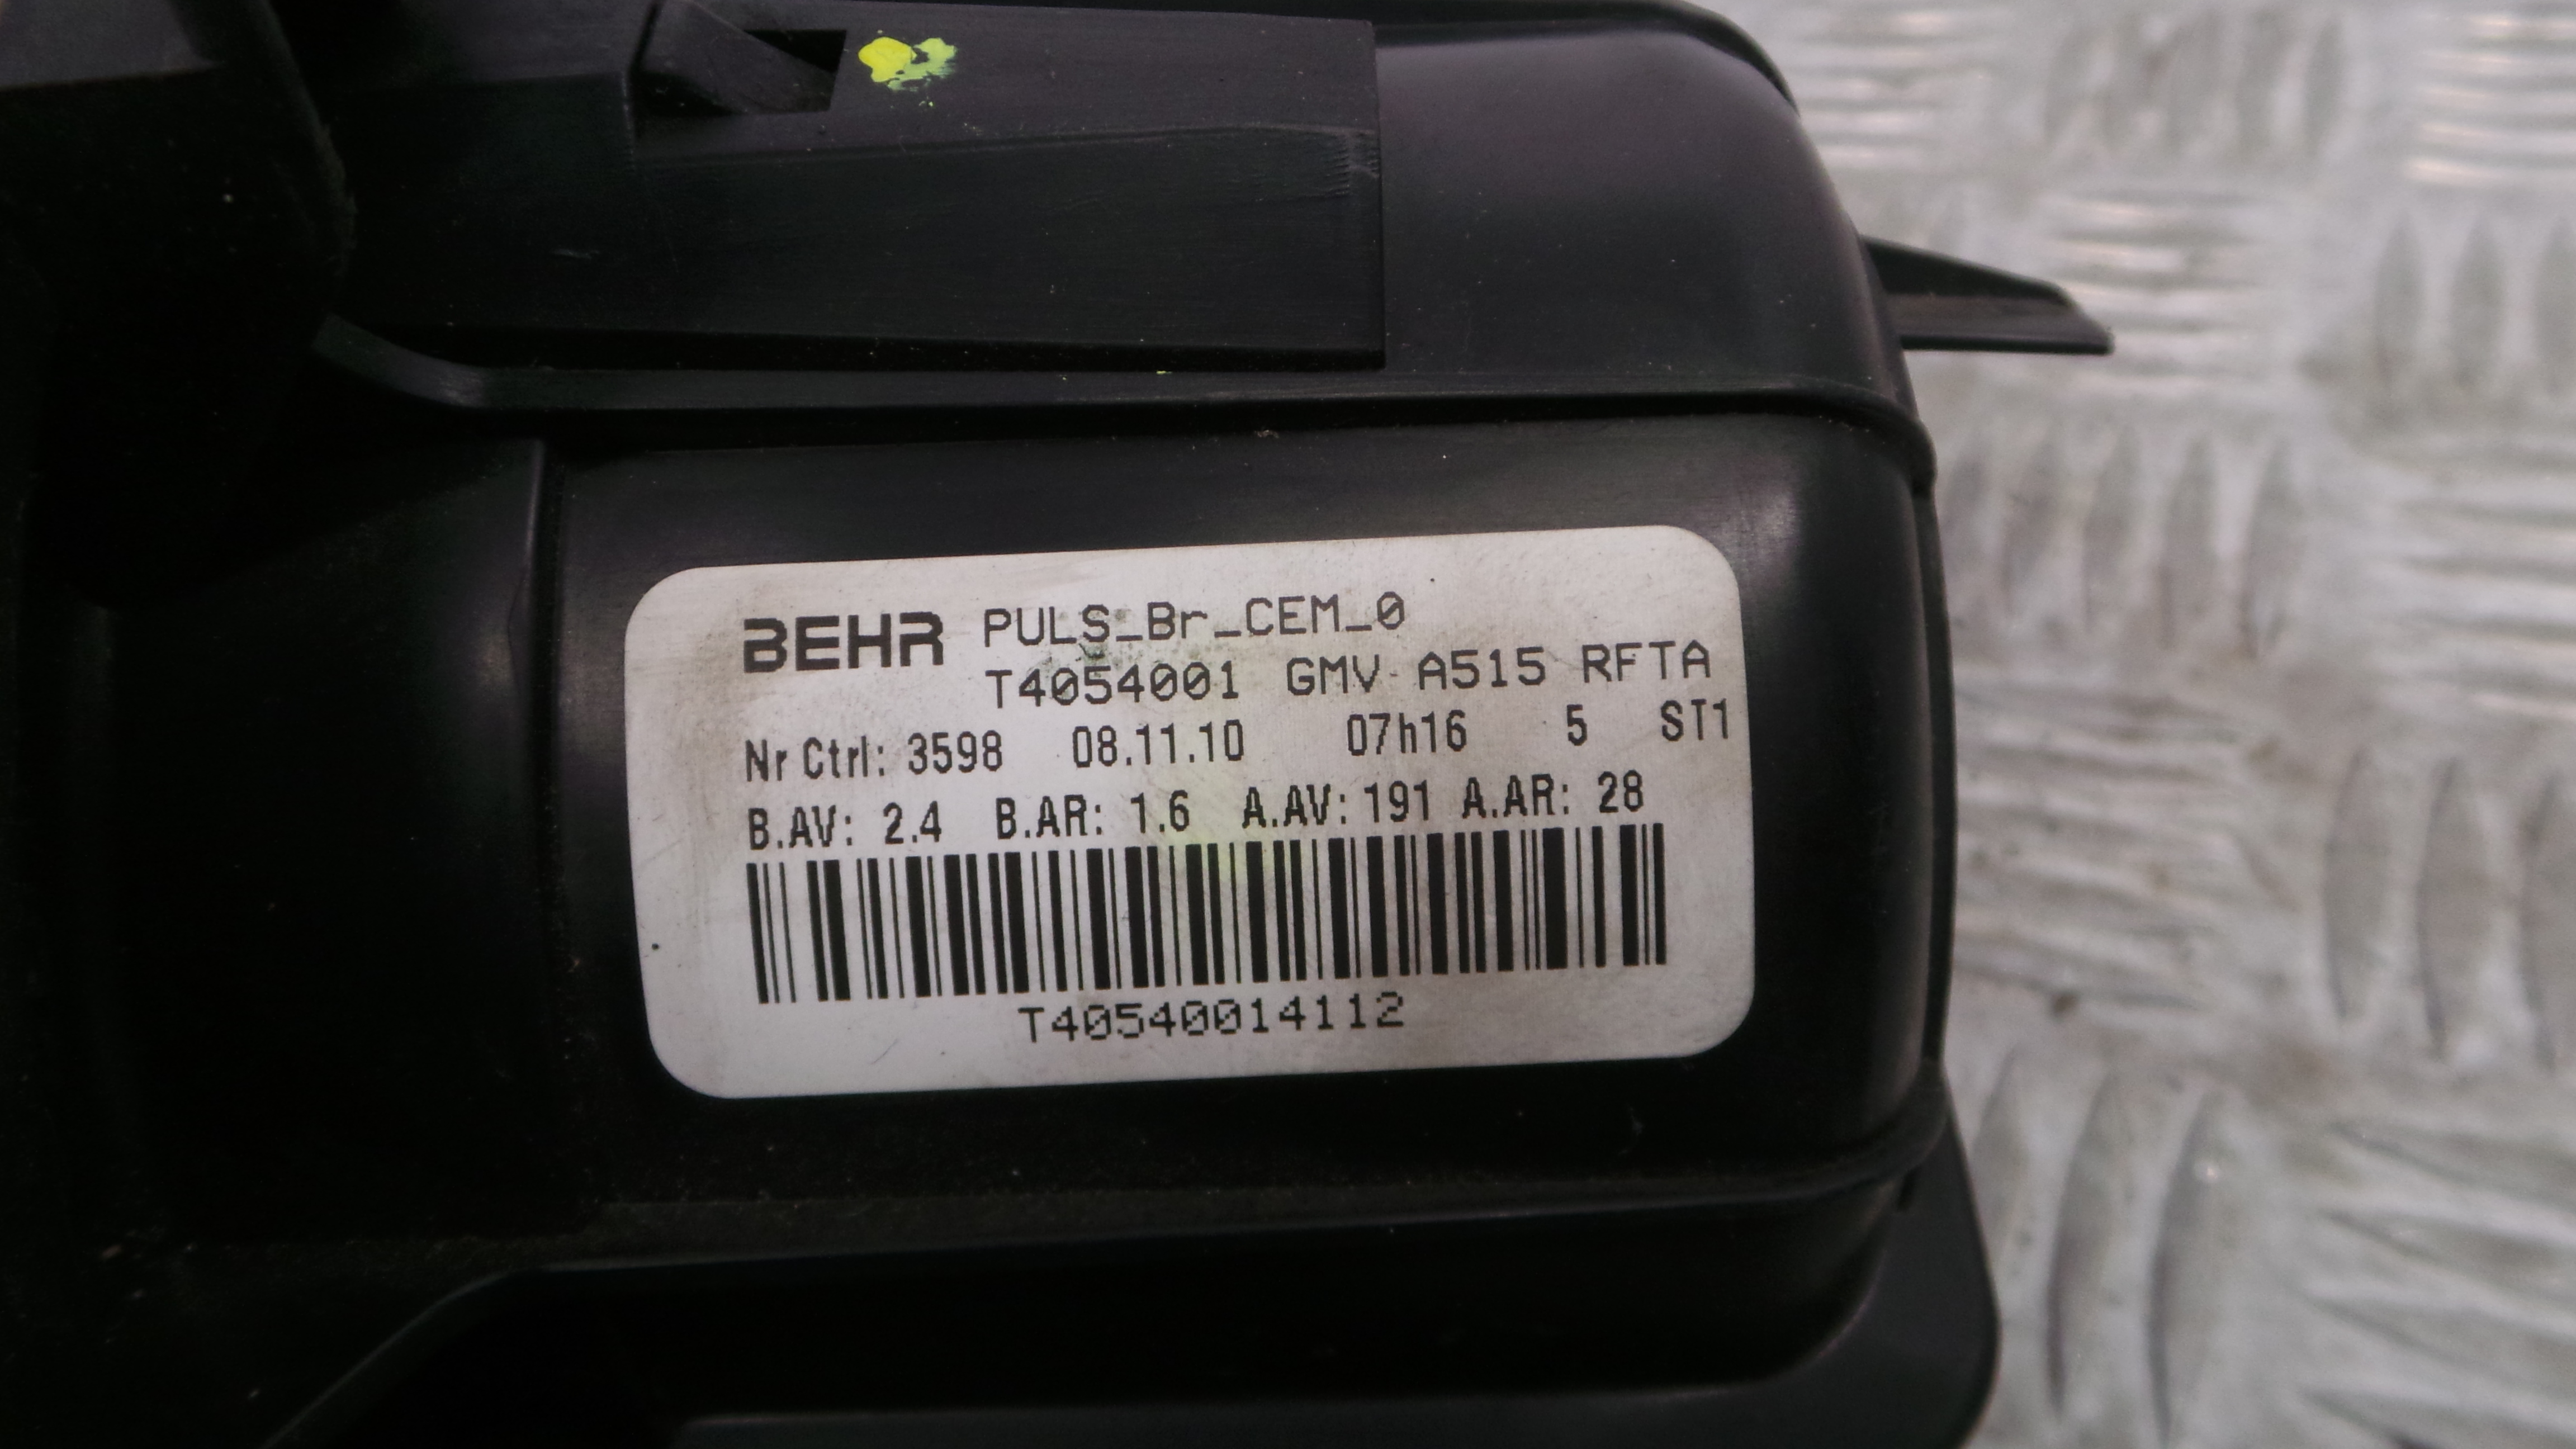 BEHR PULS_Br_CEM_0
T4054001 GMV A515 RFTA
Nr Ctrl: 3598 08.11.10 07h16 5 ST1
B.AV: 2.4 B.AR: 1.6 A.AV: 191 A.AR: 28
T40540014112